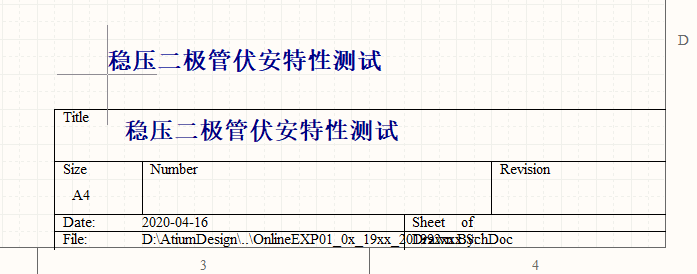 D
稳压二极管伏安特性测试
Title
稳压二极管伏安特性测试
Size Number Revision
A4
Date: 2020-04-16 Sheet of
File: D:\AtiumDesign\..\OnlineEXP01_0x_19xx_
3 4